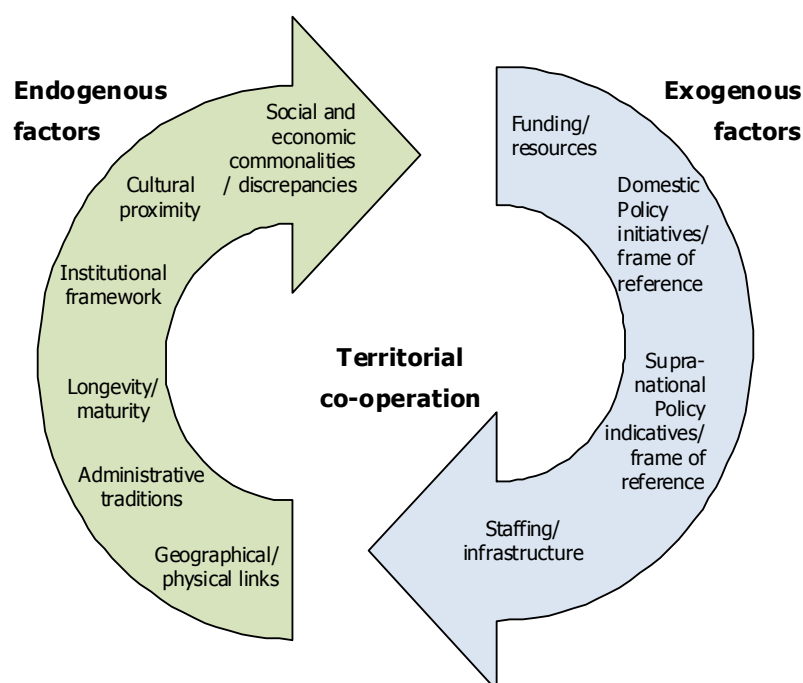 Endogenous
factors
Social and
economic
commonalities
/ discrepancies
Cultural
proximity
Institutional
framework
Longevity/
maturity
Administrative
traditions
Geographical/
physical links
Territorial
co-operation
Exogenous
factors
Funding/
resources
Domestic
Policy
initiatives/
frame of
reference
Supra-
national
Policy
indicatives/
frame of
reference
Staffing/
infrastructure